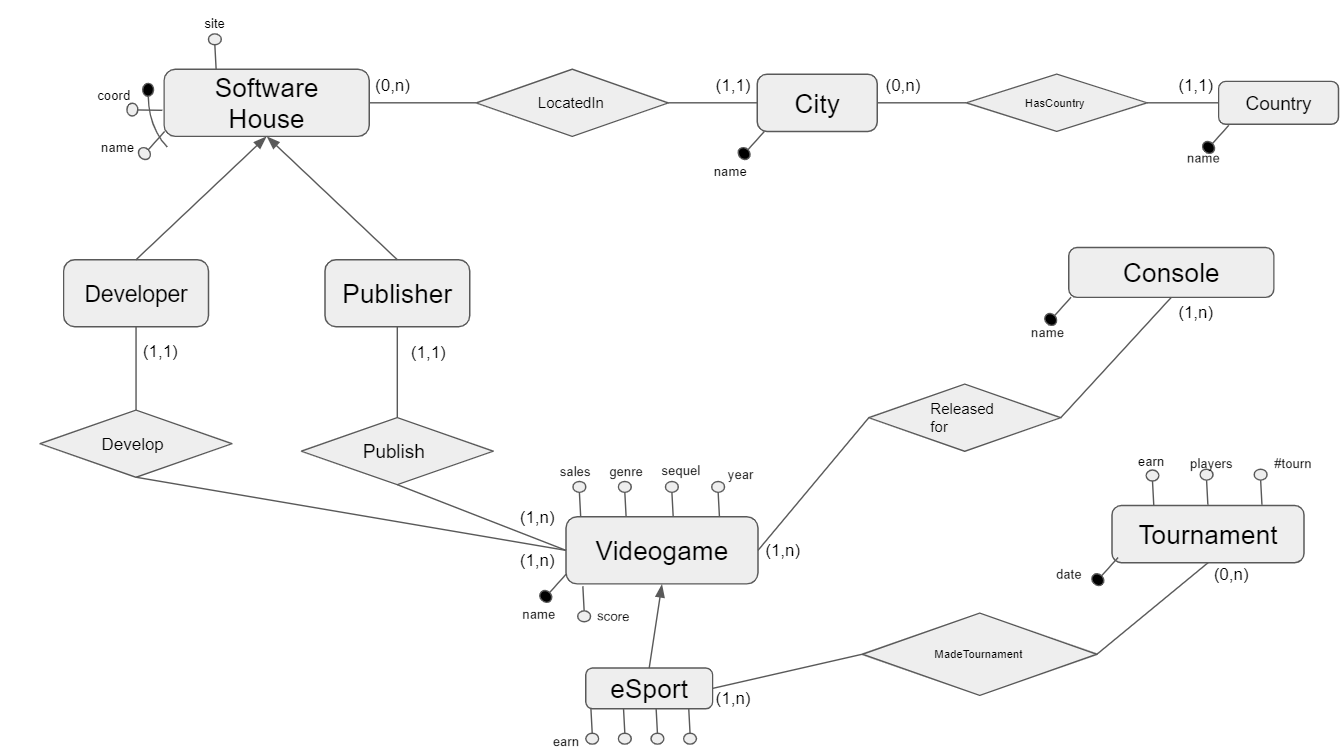 site
Software
House
(0,n)
LocatedIn
(1,1)
City
(0,n)
HasCountry
(1,1)
Country
coord
name
name
name
Developer
Publisher
(1,1)
(1,1)
Develop
Publish
Console
name
(1,n)
Released
for
sales
genre
sequel
year
(1,n)
(1,n)
Videogame
(1,n)
name
score
earn
players
#tourn
Tournament
date
(0,n)
MadeTournament
eSport
(1,n)
earn